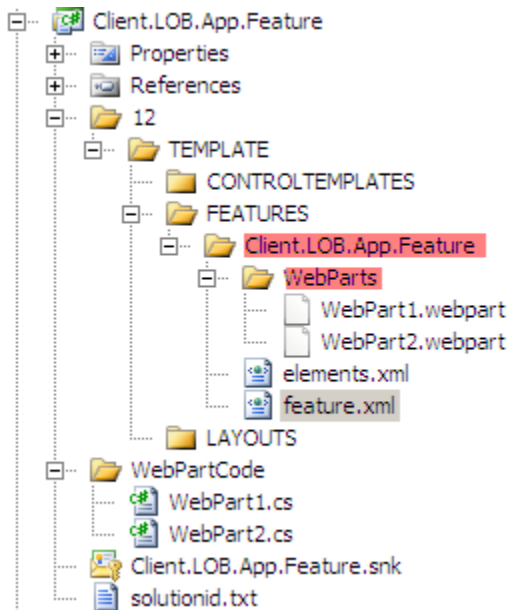 Client.LOB.App.Feature
Properties
References
12
TEMPLATE
CONTROLTEMPLATES
FEATURES
Client.LOB.App.Feature
WebParts
WebPart1.webpart
WebPart2.webpart
elements.xml
feature.xml
LAYOUTS
WebPartCode
WebPart1.cs
WebPart2.cs
Client.LOB.App.Feature.snk
solutionid.txt